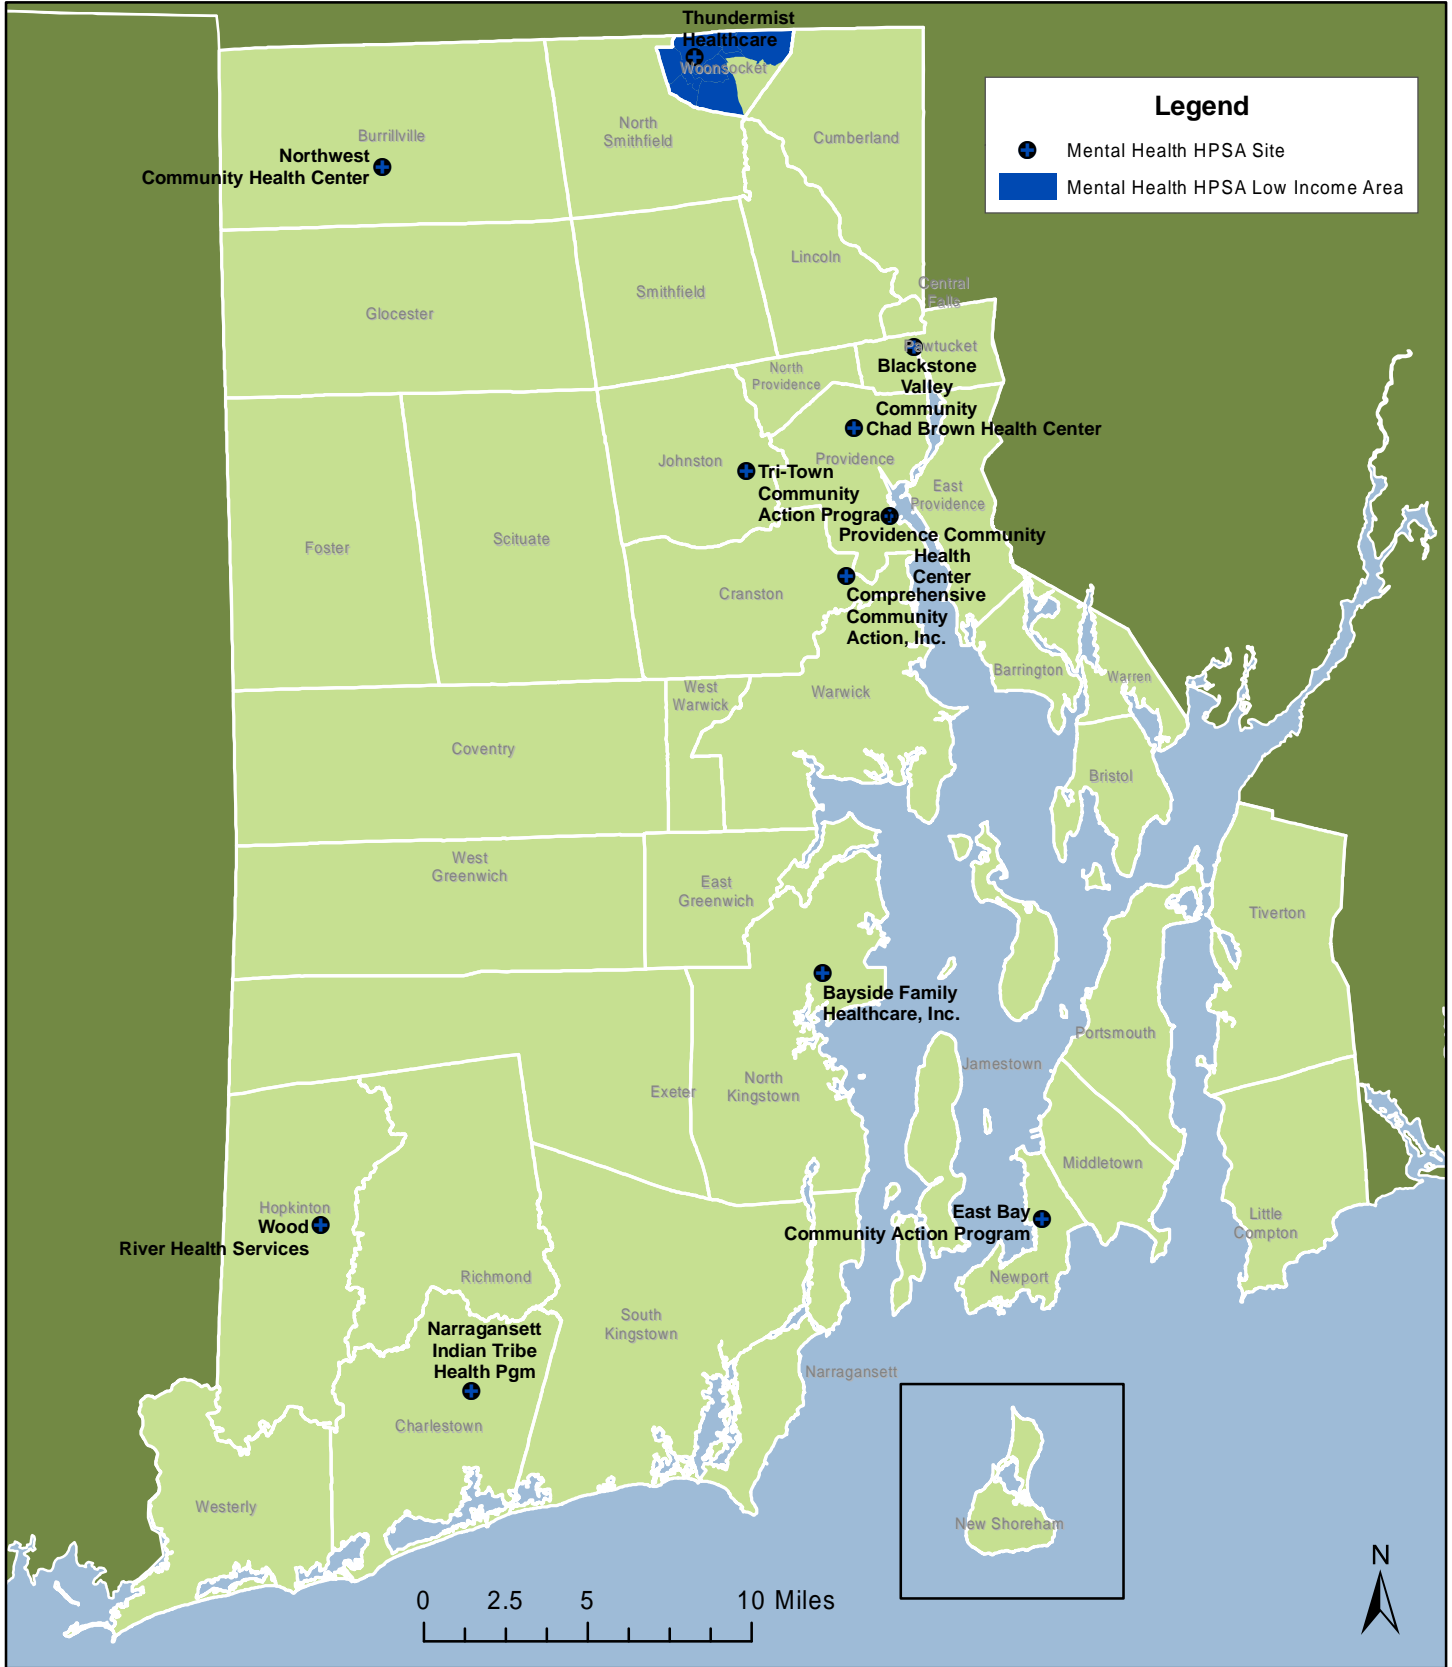 Thundermist
Healthcare
Woonsocket
Legend
Mental Health HPSA Site
Mental Health HPSA Low Income Area
Burrillville
Northwest
Community Health Center
North
Smithfield
Cumberland
Lincoln
Smithfield
Glocester
Central
Falls
Pawtucket
Blackstone
Valley
Community
North
Providence
Chad Brown Health Center
Johnston
Providence
Tri-Town
Community
Action Program
East
Providence
Providence Community
Health
Center
Foster
Scituate
Cranston
Comprehensive
Community
Action, Inc.
Barrington
Warren
West
Warwick
Warwick
Coventry
Bristol
West
Greenwich
East
Greenwich
Tiverton
Bayside Family
Healthcare, Inc.
Portsmouth
Jamestown
Exeter
North
Kingstown
Middletown
Hopkinton
Wood
River Health Services
East Bay
Community Action Program
Little
Compton
Newport
Richmond
South
Kingstown
Narragansett
Indian Tribe
Health Pgm
Narragansett
Charlestown
Westerly
New Shoreham
N
0 2.5 5 10 Miles